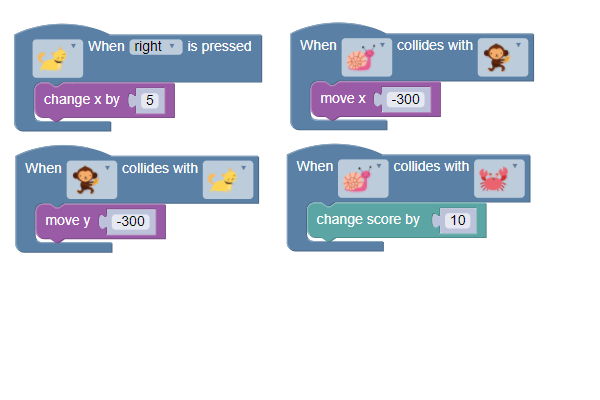 When right is pressed
change x by 5
When collides with
move x -300
When collides with
move y -300
When collides with
change score by 10